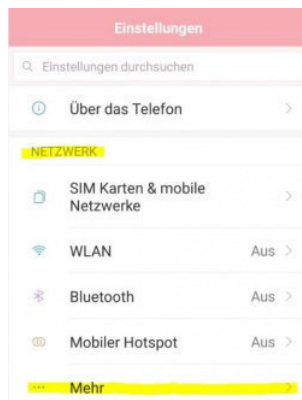 Einstellungen
Einstellungen durchsuchen
Über das Telefon
NETZWERK
SIM Karten & mobile
Netzwerke
WLAN Aus
Bluetooth Aus
Mobiler Hotspot Aus
Mehr